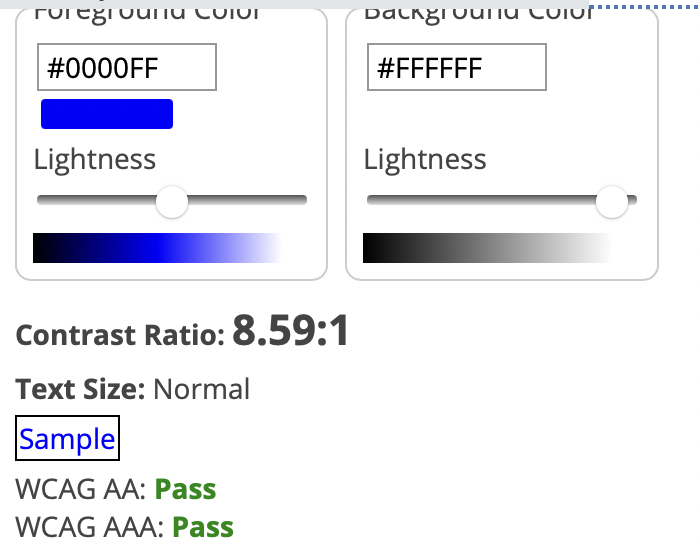 Foreground Color
Background Color
#0000FF
#FFFFFF
Lightness
Lightness
Contrast Ratio: 8.59:1
Text Size: Normal
Sample
WCAG AA: Pass
WCAG AAA: Pass